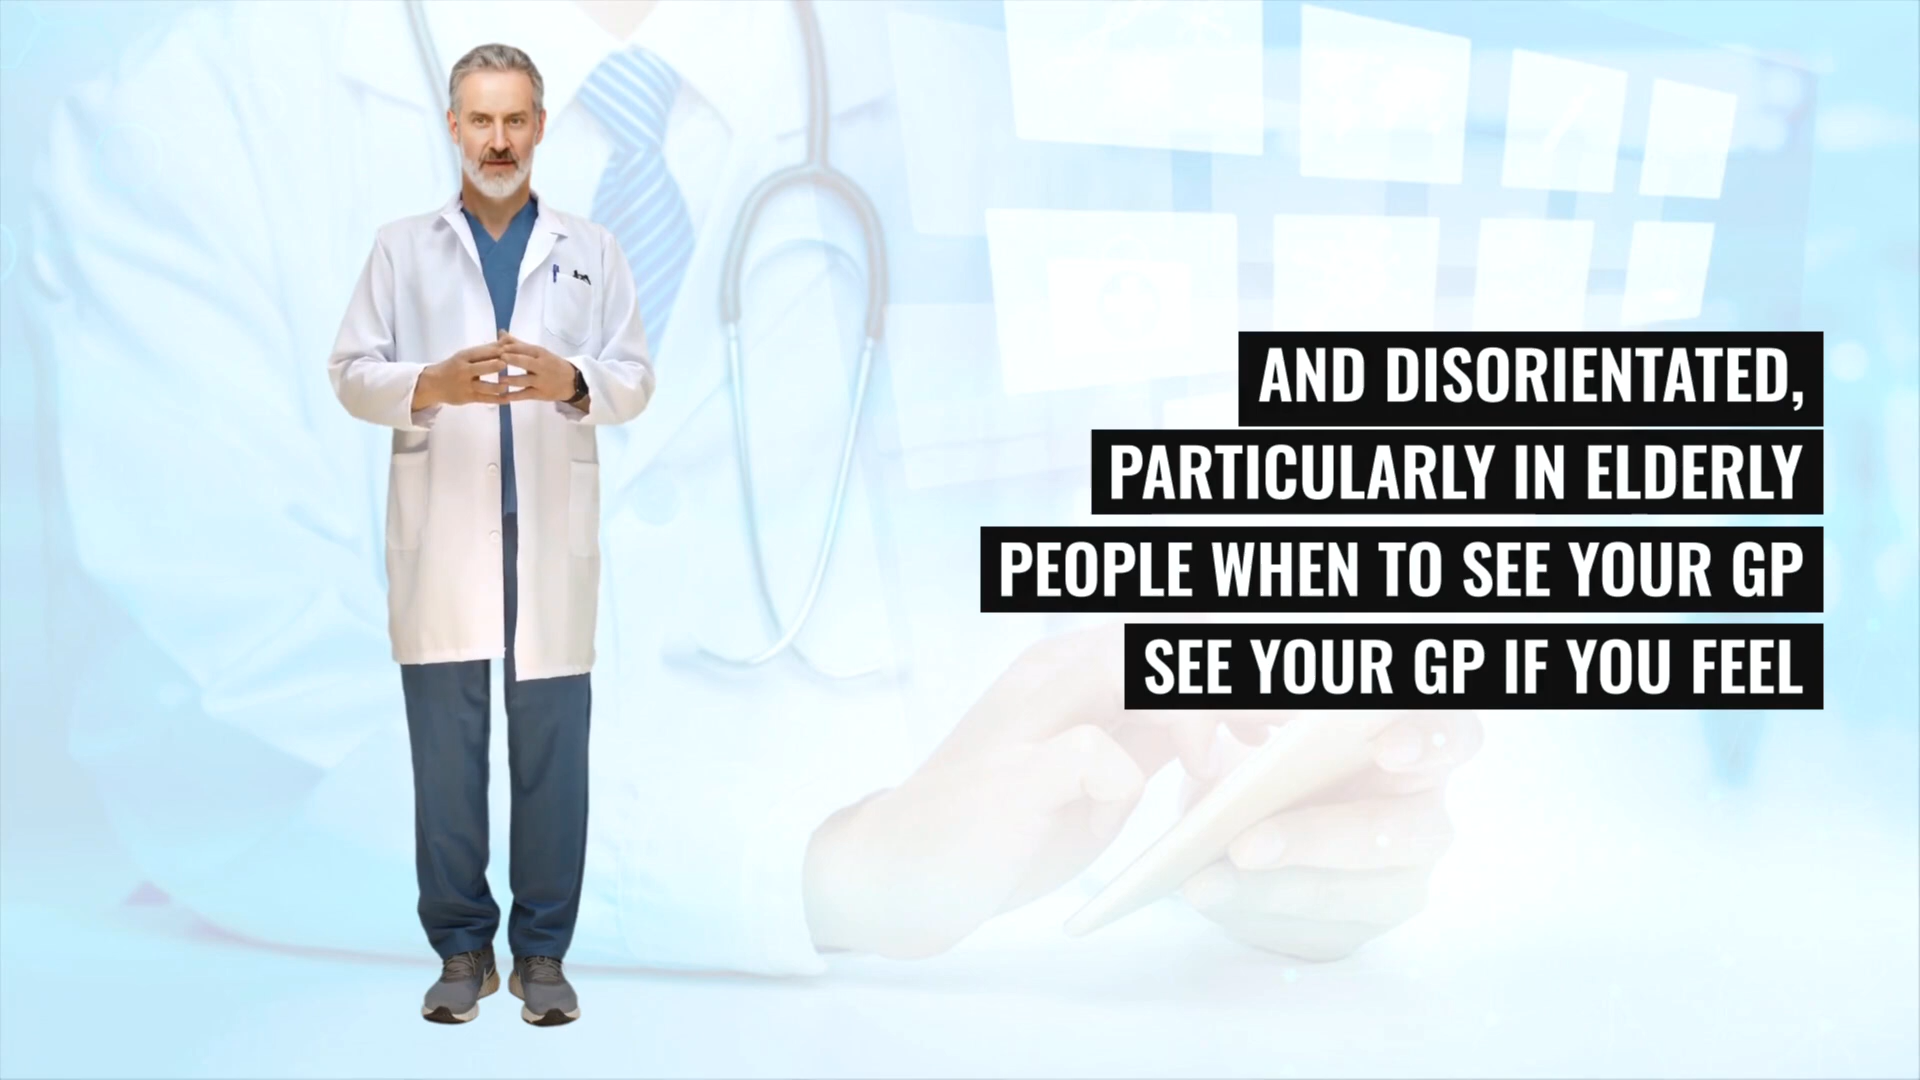 AND DISORIENTATED,
PARTICULARLY IN ELDERLY
PEOPLE WHEN TO SEE YOUR GP
SEE YOUR GP IF YOU FEEL